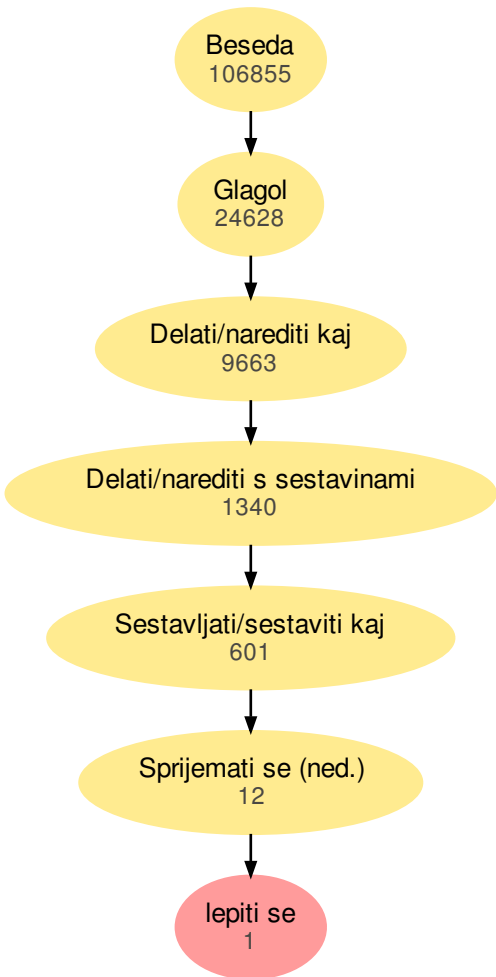 Beseda
106855
Glagol
24628
Delati/narediti kaj
9663
Delati/narediti s sestavinami
1340
Sestavljati/sestaviti kaj
601
Sprijemati se (ned.)
12
lepiti se
1